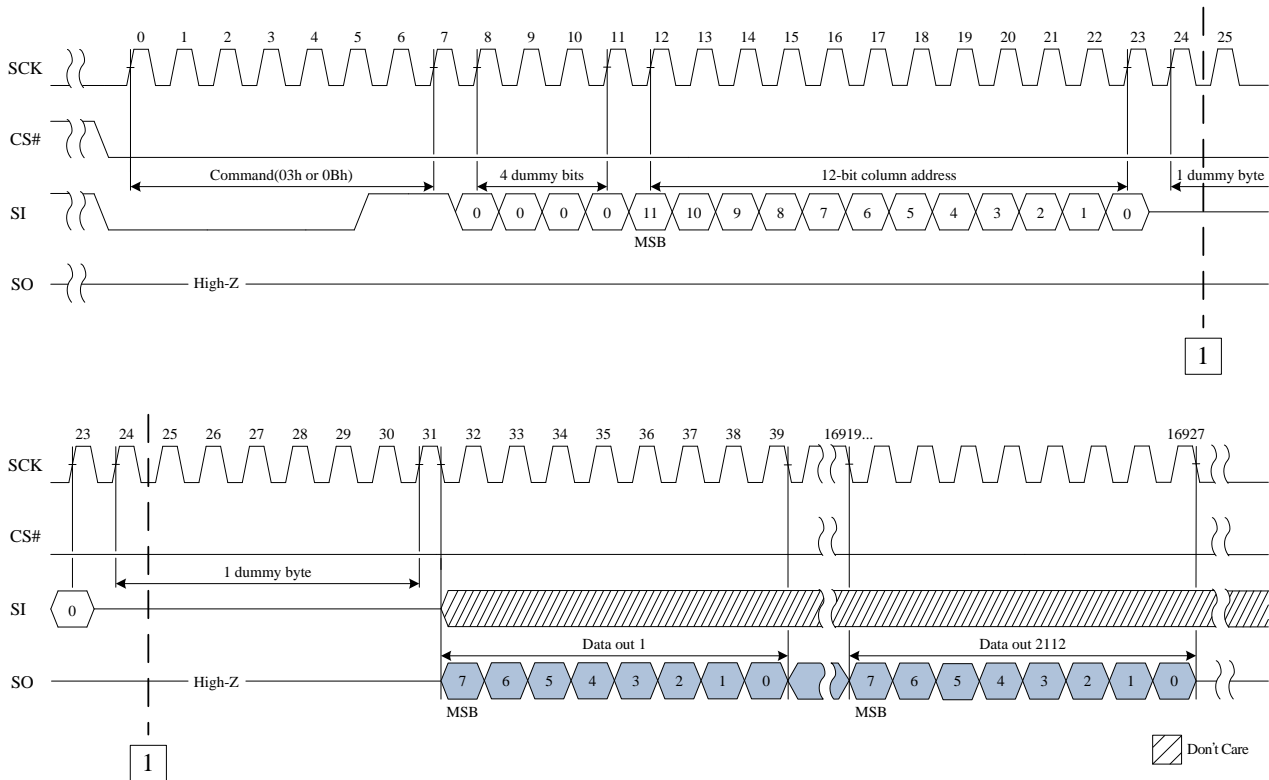 0 1 2 3 4 5 6 7 8 9 10 11 12 13 14 15 16 17 18 19 20 21 22 23 24 25
SCK
CS#
Command(03h or 0Bh) 4 dummy bits 12-bit column address 1 dummy byte
SI 0 0 0 0 11 10 9 8 7 6 5 4 3 2 1 0
MSB
SO High-Z
1
23 24 25 26 27 28 29 30 31 32 33 34 35 36 37 38 39 16919... 16927
SCK
CS#
1 dummy byte
SI 0
Data out 1 Data out 2112
SO High-Z 7 6 5 4 3 2 1 0 7 6 5 4 3 2 1 0
MSB MSB
1
Don't Care